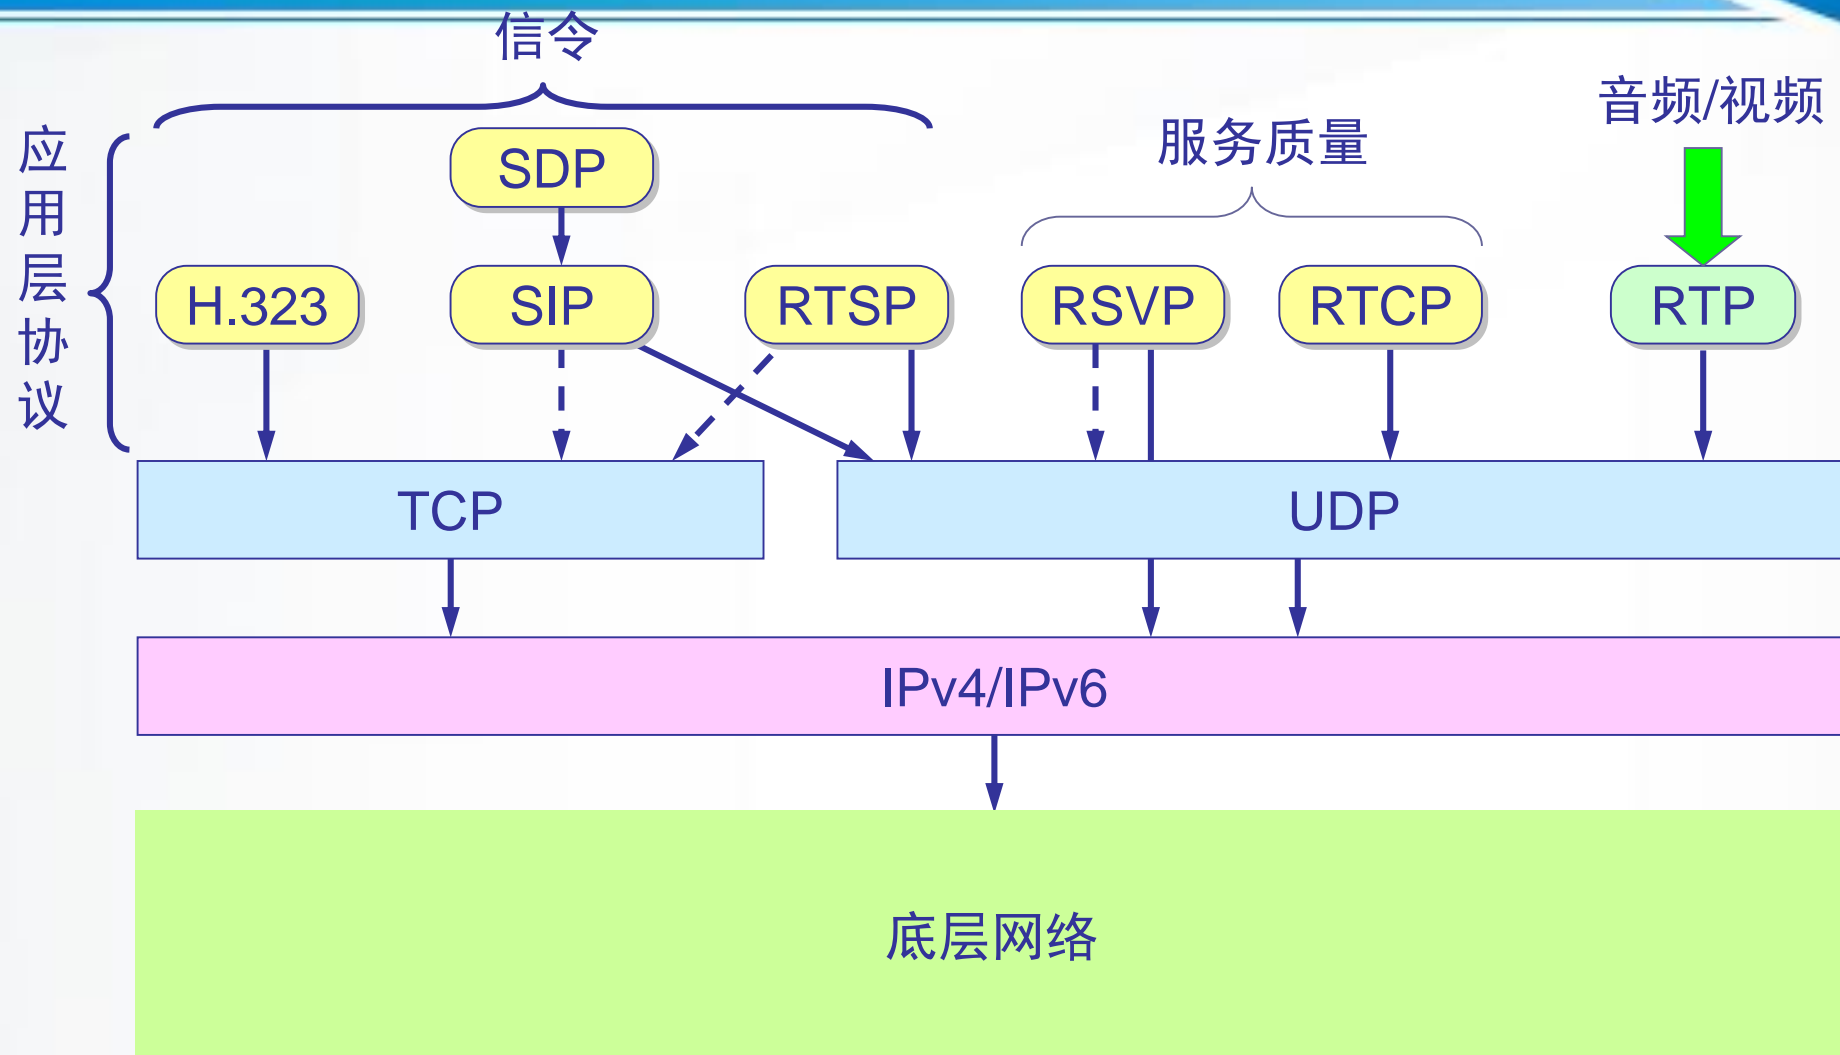 信令
音频/视频
服务质量
应用层协议
SDP
H.323
SIP
RTSP
RSVP
RTCP
RTP
TCP
UDP
IPv4/IPv6
底层网络